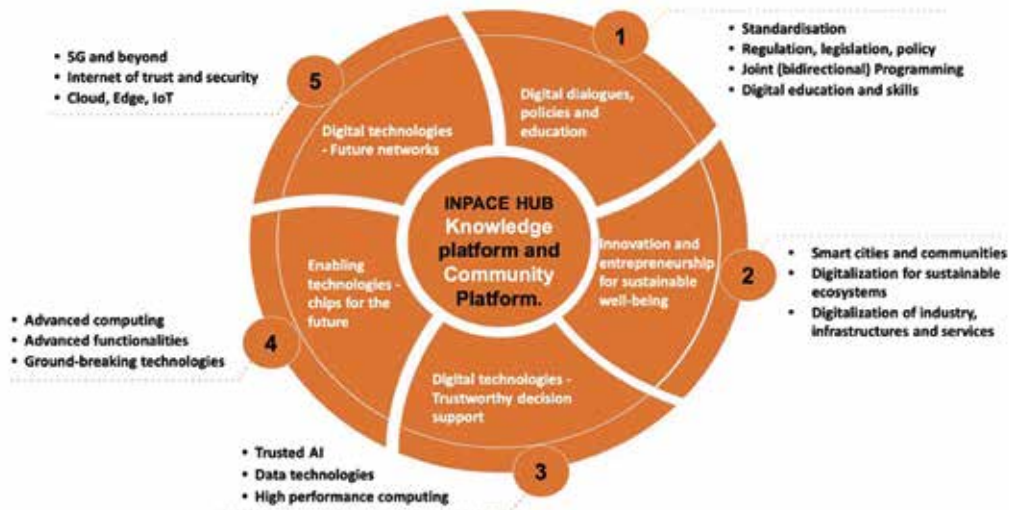 INPACE HUB
Knowledge
platform and
Community
Platform.
1
Digital dialogues,
policies and
education
• Standardisation
• Regulation, legislation, policy
• Joint (bidirectional) Programming
• Digital education and skills
2
Innovation and
entrepreneurship
for sustainable
well-being
• Smart cities and communities
• Digitalization for sustainable
ecosystems
• Digitalization of industry,
infrastructures and services
3
Digital technologies -
Trustworthy decision
support
• Trusted AI
• Data technologies
• High performance computing
4
Enabling
technologies -
chips for the
future
• Advanced computing
• Advanced functionalities
• Ground-breaking technologies
5
Digital technologies
- Future networks
• 5G and beyond
• Internet of trust and security
• Cloud, Edge, IoT